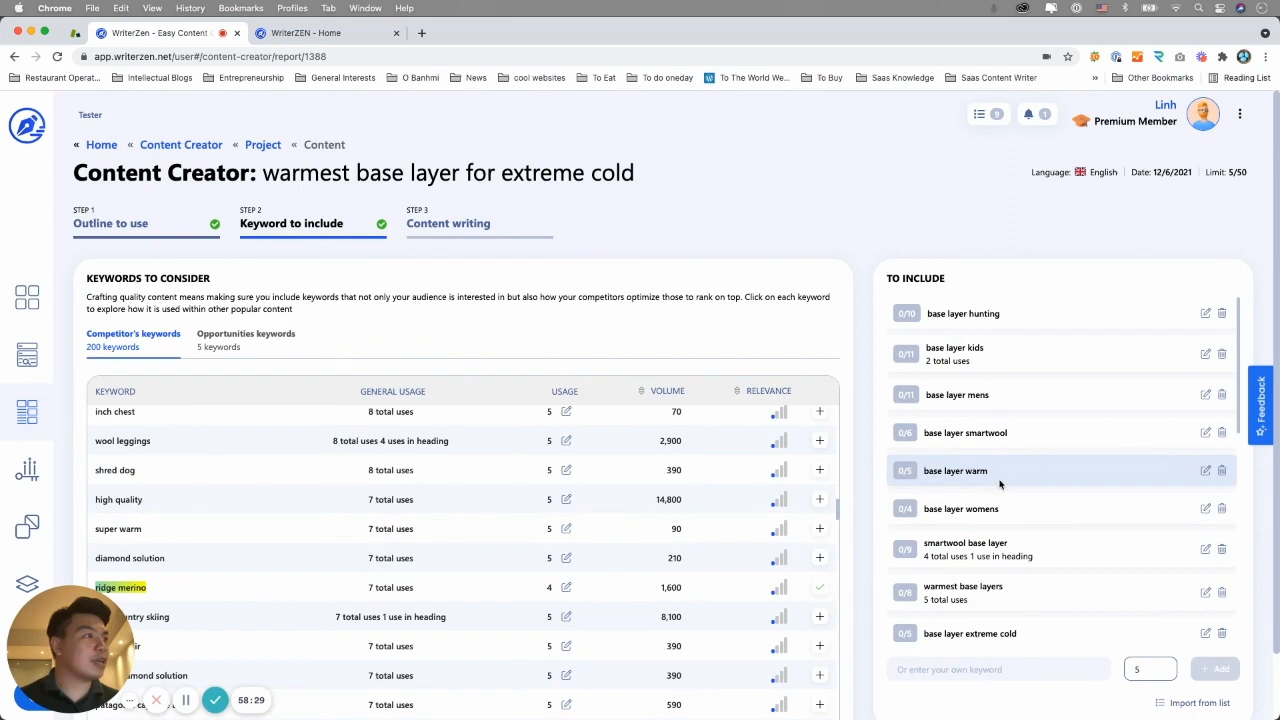 Chrome File Edit View History Bookmarks Profiles Tab Window Help
WriterZen - Easy Content
WriterZEN - Home
app.writerzen.net/user#/content-creator/report/1388
Restaurant Operat... Intellectual Blogs Entrepreneurship General Interests O Banhmi News cool websites To Eat To do oneday To The World We... To Buy Saas Knowledge Saas Content Writer » Other Bookmarks Reading List
Tester
9
1
Linh
Premium Member
« Home « Content Creator « Project « Content
Content Creator: warmest base layer for extreme cold
Language: English Date: 12/6/2021 Limit: 5/50
STEP 1
Outline to use
STEP 2
Keyword to include
STEP 3
Content writing
KEYWORDS TO CONSIDER
Crafting quality content means making sure you include keywords that not only your audience is interested in but also how your competitors optimize those to rank on top. Click on each keyword
to explore how it is used within other popular content
Competitor's keywords
200 keywords
Opportunities keywords
5 keywords
KEYWORD GENERAL USAGE USAGE VOLUME RELEVANCE
inch chest 8 total uses 5 70
wool leggings 8 total uses 4 uses in heading 5 2,900
shred dog 8 total uses 5 390
high quality 7 total uses 5 14,800
super warm 7 total uses 5 90
diamond solution 7 total uses 5 210
ridge merino 7 total uses 4 1,600
ntry skiing 7 total uses 1 use in heading 5 8,100
ir 7 total uses 5 390
amond solution 7 total uses 5 390
7 total uses 5 590
TO INCLUDE
0/10 base layer hunting
0/11 base layer kids
2 total uses
0/11 base layer mens
0/6 base layer smartwool
0/5 base layer warm
0/4 base layer womens
0/9 smartwool base layer
4 total uses 1 use in heading
0/8 warmest base layers
5 total uses
0/5 base layer extreme cold
Or enter your own keyword
5
+ Add
Import from list
Feedback
58:29